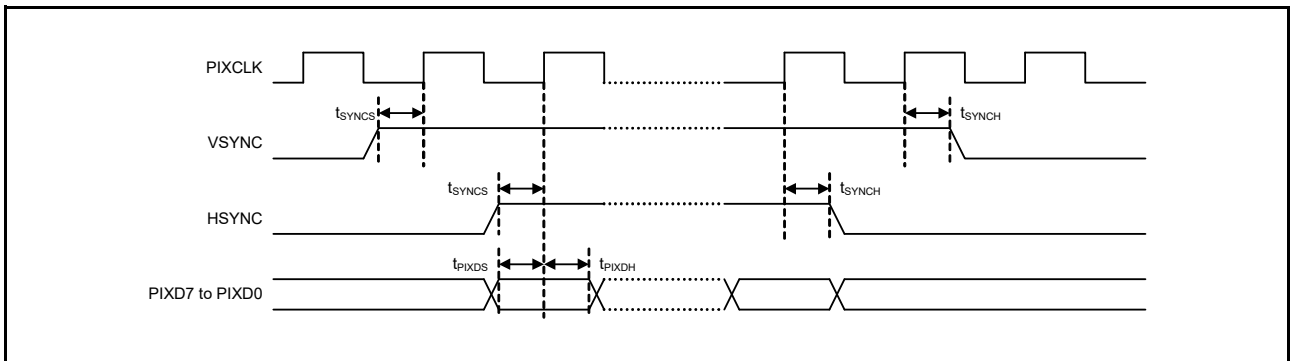 PIXCLK
tSYNCS
tSYNCH
VSYNC
tSYNCS
tSYNCH
HSYNC
tPIXDS
tPIXDH
PIXD7 to PIXD0